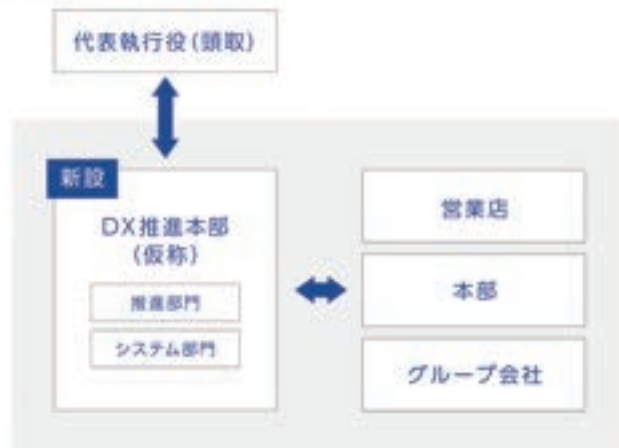 代表執行役(頭取)
新設
DX推進本部
(仮称)
推進部門
システム部門
営業店
本部
グループ会社